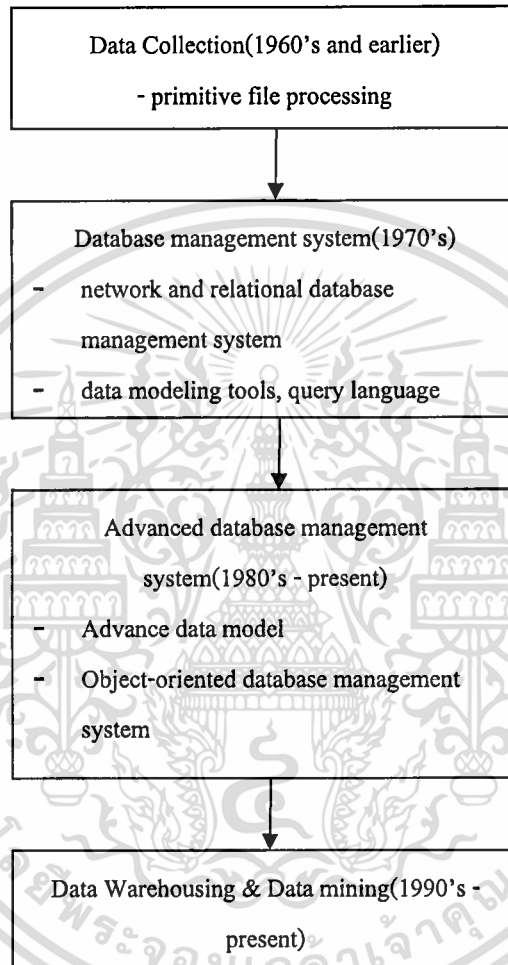 Data Collection(1960's and earlier)
- primitive file processing
Database management system(1970's)
- network and relational database
management system
- data modeling tools, query language
Advanced database management
system(1980's - present)
- Advance data model
- Object-oriented database management
system
Data Warehousing & Data mining(1990's -
present)